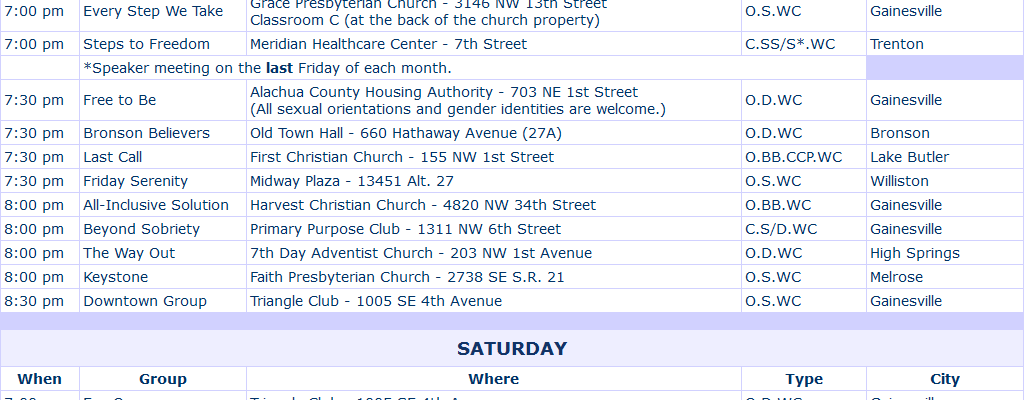 7:00 pm Every Step We Take Grace Presbyterian Church - 3146 NW 13th Street O.S.WC Gainesville
Classroom C (at the back of the church property)
7:00 pm Steps to Freedom Meridian Healthcare Center - 7th Street C.SS/S*.WC Trenton
*Speaker meeting on the last Friday of each month.
7:30 pm Free to Be Alachua County Housing Authority - 703 NE 1st Street O.D.WC Gainesville
(All sexual orientations and gender identities are welcome.)
7:30 pm Bronson Believers Old Town Hall - 660 Hathaway Avenue (27A) O.D.WC Bronson
7:30 pm Last Call First Christian Church - 155 NW 1st Street O.BB.CCP.WC Lake Butler
7:30 pm Friday Serenity Midway Plaza - 13451 Alt. 27 O.S.WC Williston
8:00 pm All-Inclusive Solution Harvest Christian Church - 4820 NW 34th Street O.BB.WC Gainesville
8:00 pm Beyond Sobriety Primary Purpose Club - 1311 NW 6th Street C.S/D.WC Gainesville
8:00 pm The Way Out 7th Day Adventist Church - 203 NW 1st Avenue O.D.WC High Springs
8:00 pm Keystone Faith Presbyterian Church - 2738 SE S.R. 21 O.S.WC Melrose
8:30 pm Downtown Group Triangle Club - 1005 SE 4th Avenue O.S.WC Gainesville
SATURDAY
When Group Where Type City